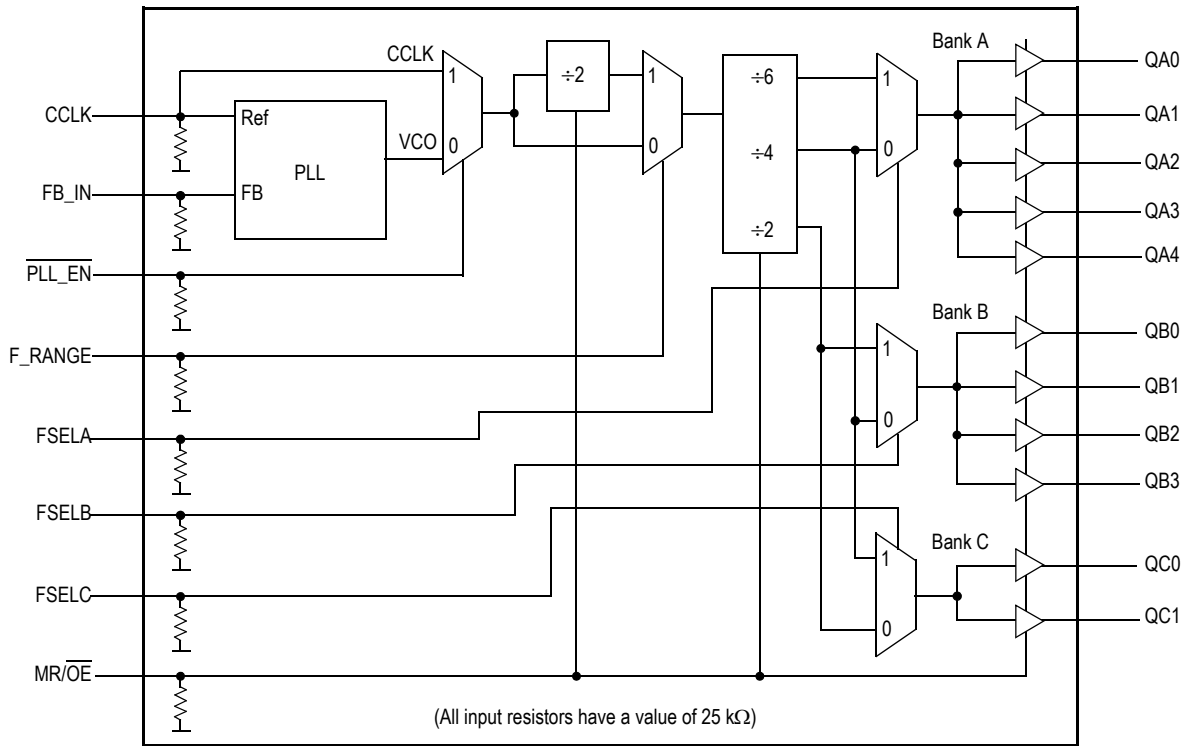 CCLK
1
÷2
1
÷6
1
Bank A
QA0
CCLK
Ref
QA1
VCO
0
0
÷4
0
PLL
QA2
FB_IN
FB
QA3
÷2
QA4
PLL_EN
Bank B
QB0
F_RANGE
1
QB1
0
QB2
FSELA
QB3
FSELB
Bank C
1
QC0
FSELC
0
QC1
MR/OE
(All input resistors have a value of 25 kΩ)